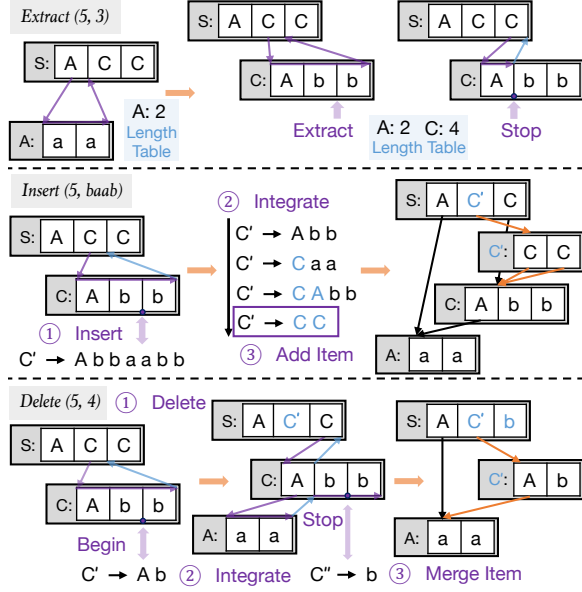 Extract (5, 3)
S: A C C
A: a a
A: 2
Length Table
S: A C C
C: A b b
Extract
A: 2 C: 4
Length Table
S: A C C
C: A b b
Stop
Insert (5, baab)
S: A C C
C: A b b
① Insert
C' → A b b a a b b
② Integrate
C' → A b b
C' → C a a
C' → C A b b
C' → C C
③ Add Item
S: A C' C
C': C C
C: A b b
A: a a
Delete (5, 4)
① Delete
S: A C C
C: A b b
Begin
C' → A b
② Integrate
S: A C' C
C: A b b
A: a a
Stop
C'' → b
③ Merge Item
S: A C' b
C': A b
A: a a